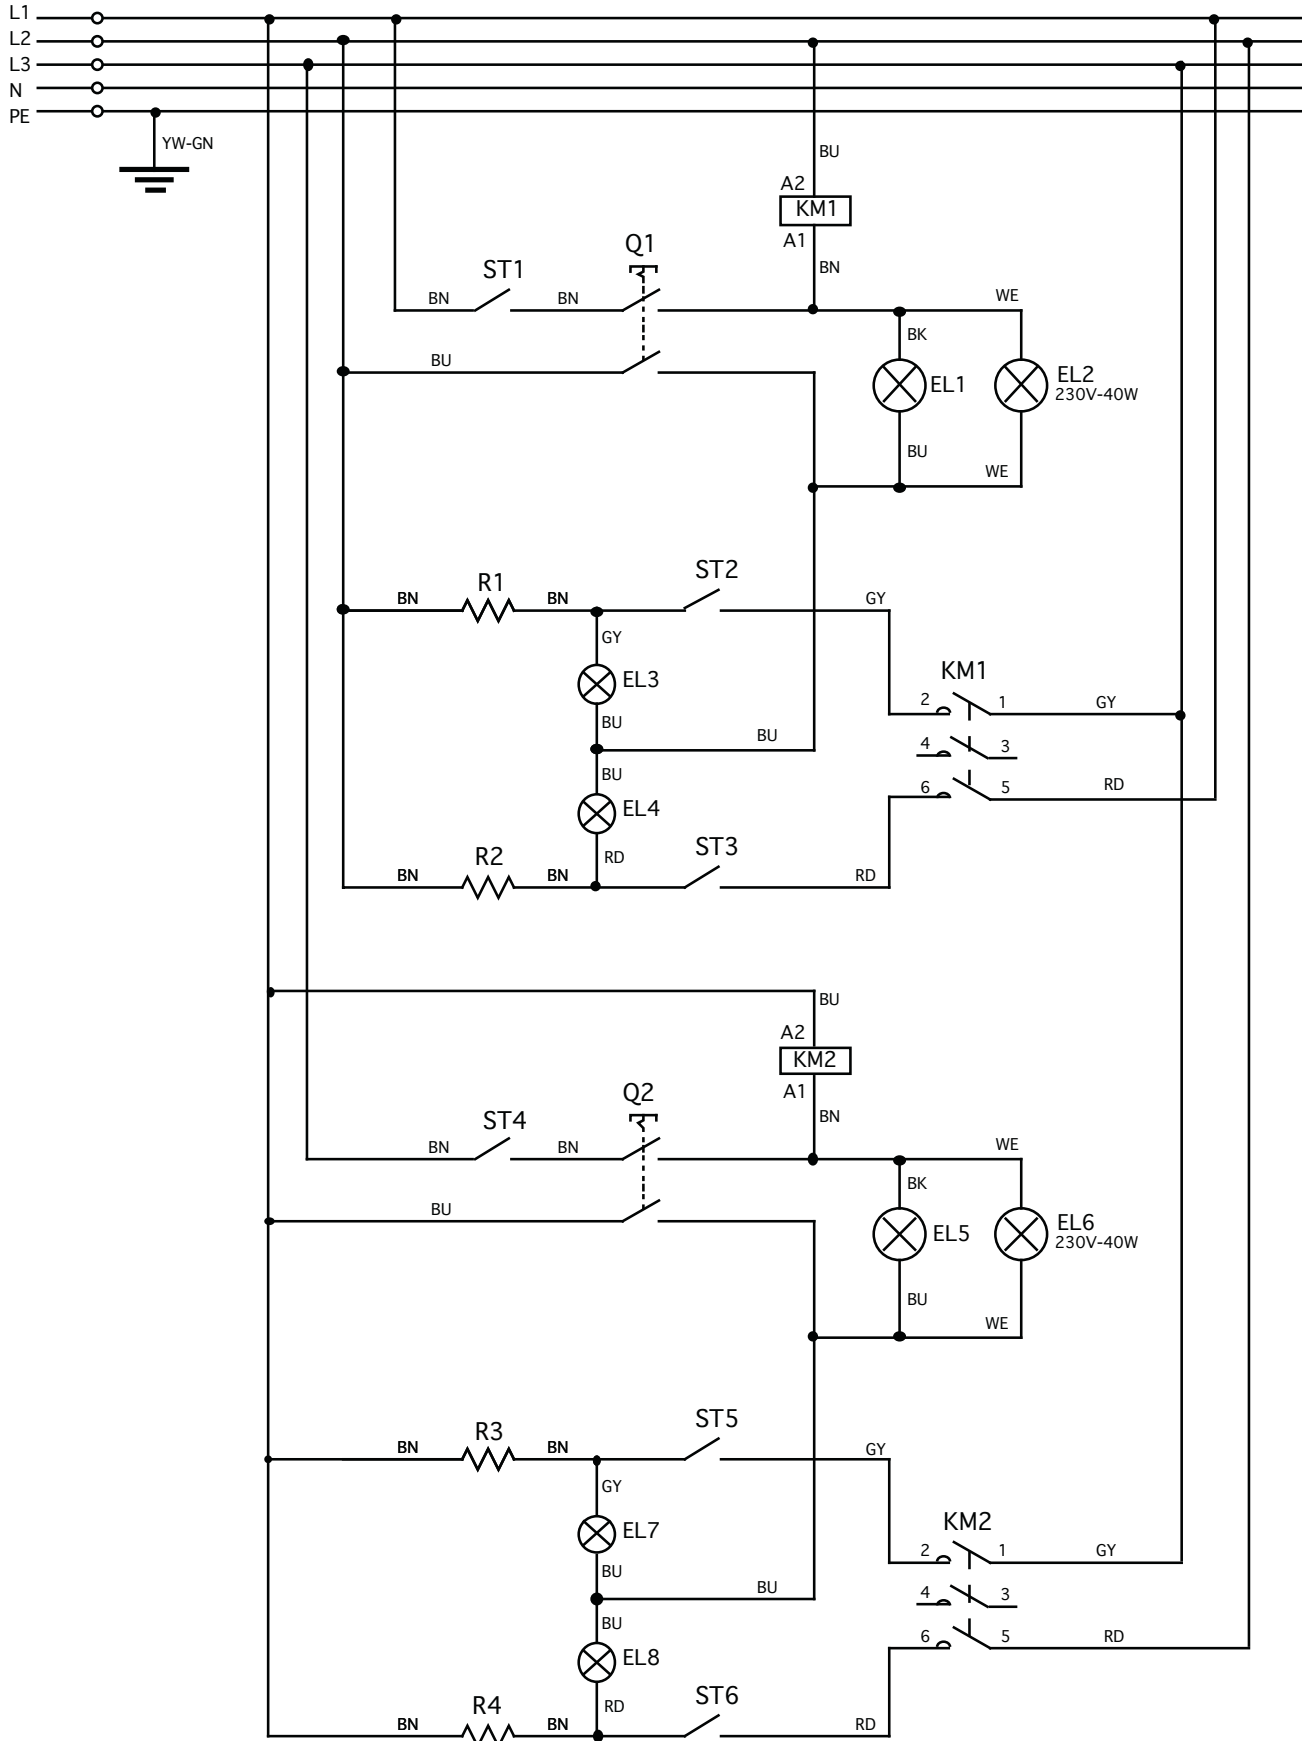 L1
L2
L3
N
PE
YW-GN
BU
A2
KM1
A1
BN
Q1
ST1
BN BN WE
BK
BU
EL1
EL2
230V-40W
BU
WE
ST2
R1
BN BN GY
GY
EL3
KM1
2 1 GY
BU BU
4 3
BU
6 5 RD
EL4
ST3
R2
RD
BN BN RD
BU
A2
KM2
A1
Q2
BN
ST4
BN BN WE
BK
BU
EL5
EL6
230V-40W
BU
WE
ST5
R3
BN BN GY
GY
EL7
KM2
2 1 GY
BU
BU
4 3
BU
6 5 RD
EL8
ST6
R4
RD
BN BN RD